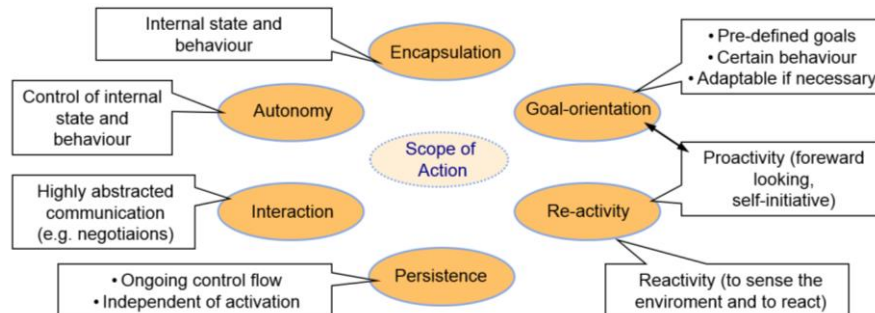 Internal state and
behaviour
Encapsulation
• Pre-defined goals
• Certain behaviour
• Adaptable if necessary
Control of internal
state and
behaviour
Autonomy
Goal-orientation
Scope of
Action
Proactivity (foreward
looking,
self-initiative)
Highly abstracted
communication
(e.g. negotiaions)
Interaction
Re-activity
• Ongoing control flow
• Independent of activation
Persistence
Reactivity (to sense the
enviroment and to react)